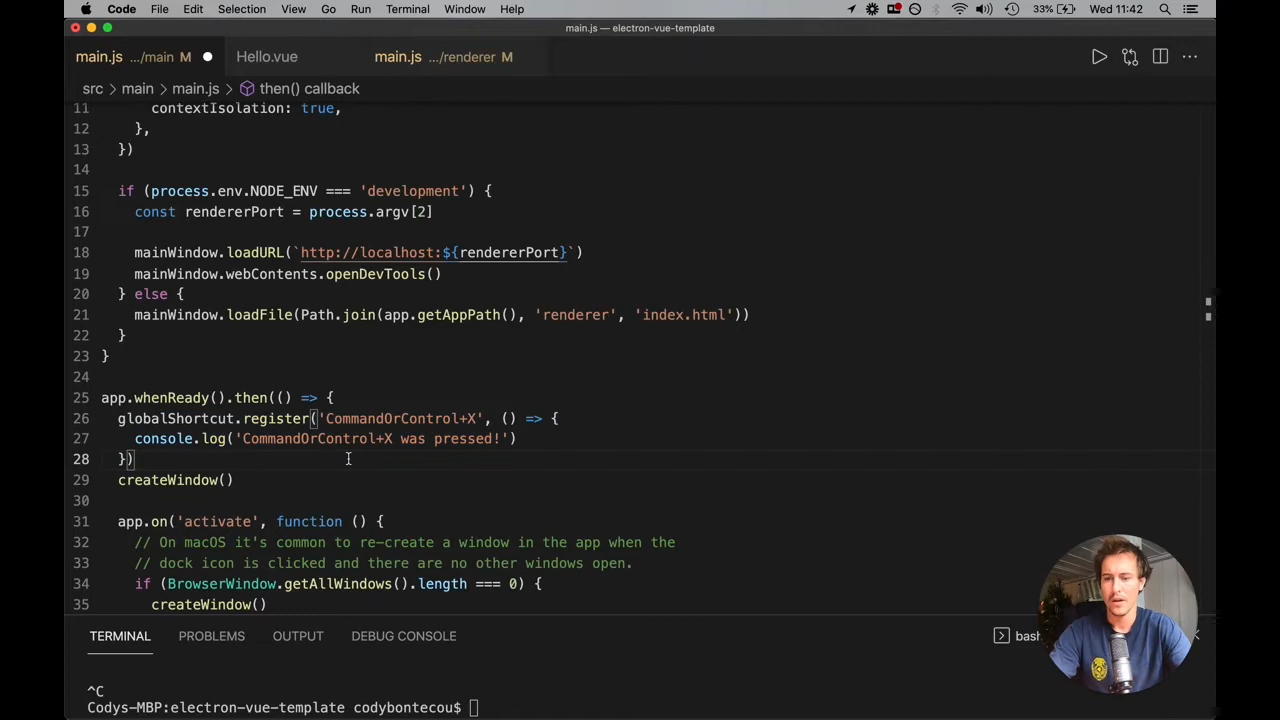 Code File Edit Selection View Go Run Terminal Window Help 33% Wed 11:42
main.js — electron-vue-template
main.js .../main M Hello.vue main.js .../renderer M
src > main > main.js > then() callback
11 contextIsolation: true,
12 },
13 })
14
15 if (process.env.NODE_ENV === 'development') {
16 const rendererPort = process.argv[2]
17
18 mainWindow.loadURL(`http://localhost:${rendererPort}`)
19 mainWindow.webContents.openDevTools()
20 } else {
21 mainWindow.loadFile(Path.join(app.getAppPath(), 'renderer', 'index.html'))
22 }
23 }
24
25 app.whenReady().then(() => {
26 globalShortcut.register('CommandOrControl+X', () => {
27 console.log('CommandOrControl+X was pressed!')
28 })
29 createWindow()
30
31 app.on('activate', function () {
32 // On macOS it's common to re-create a window in the app when the
33 // dock icon is clicked and there are no other windows open.
34 if (BrowserWindow.getAllWindows().length === 0) {
35 createWindow()
TERMINAL PROBLEMS OUTPUT DEBUG CONSOLE bash
^C
Codys-MBP:electron-vue-template codybontecou$